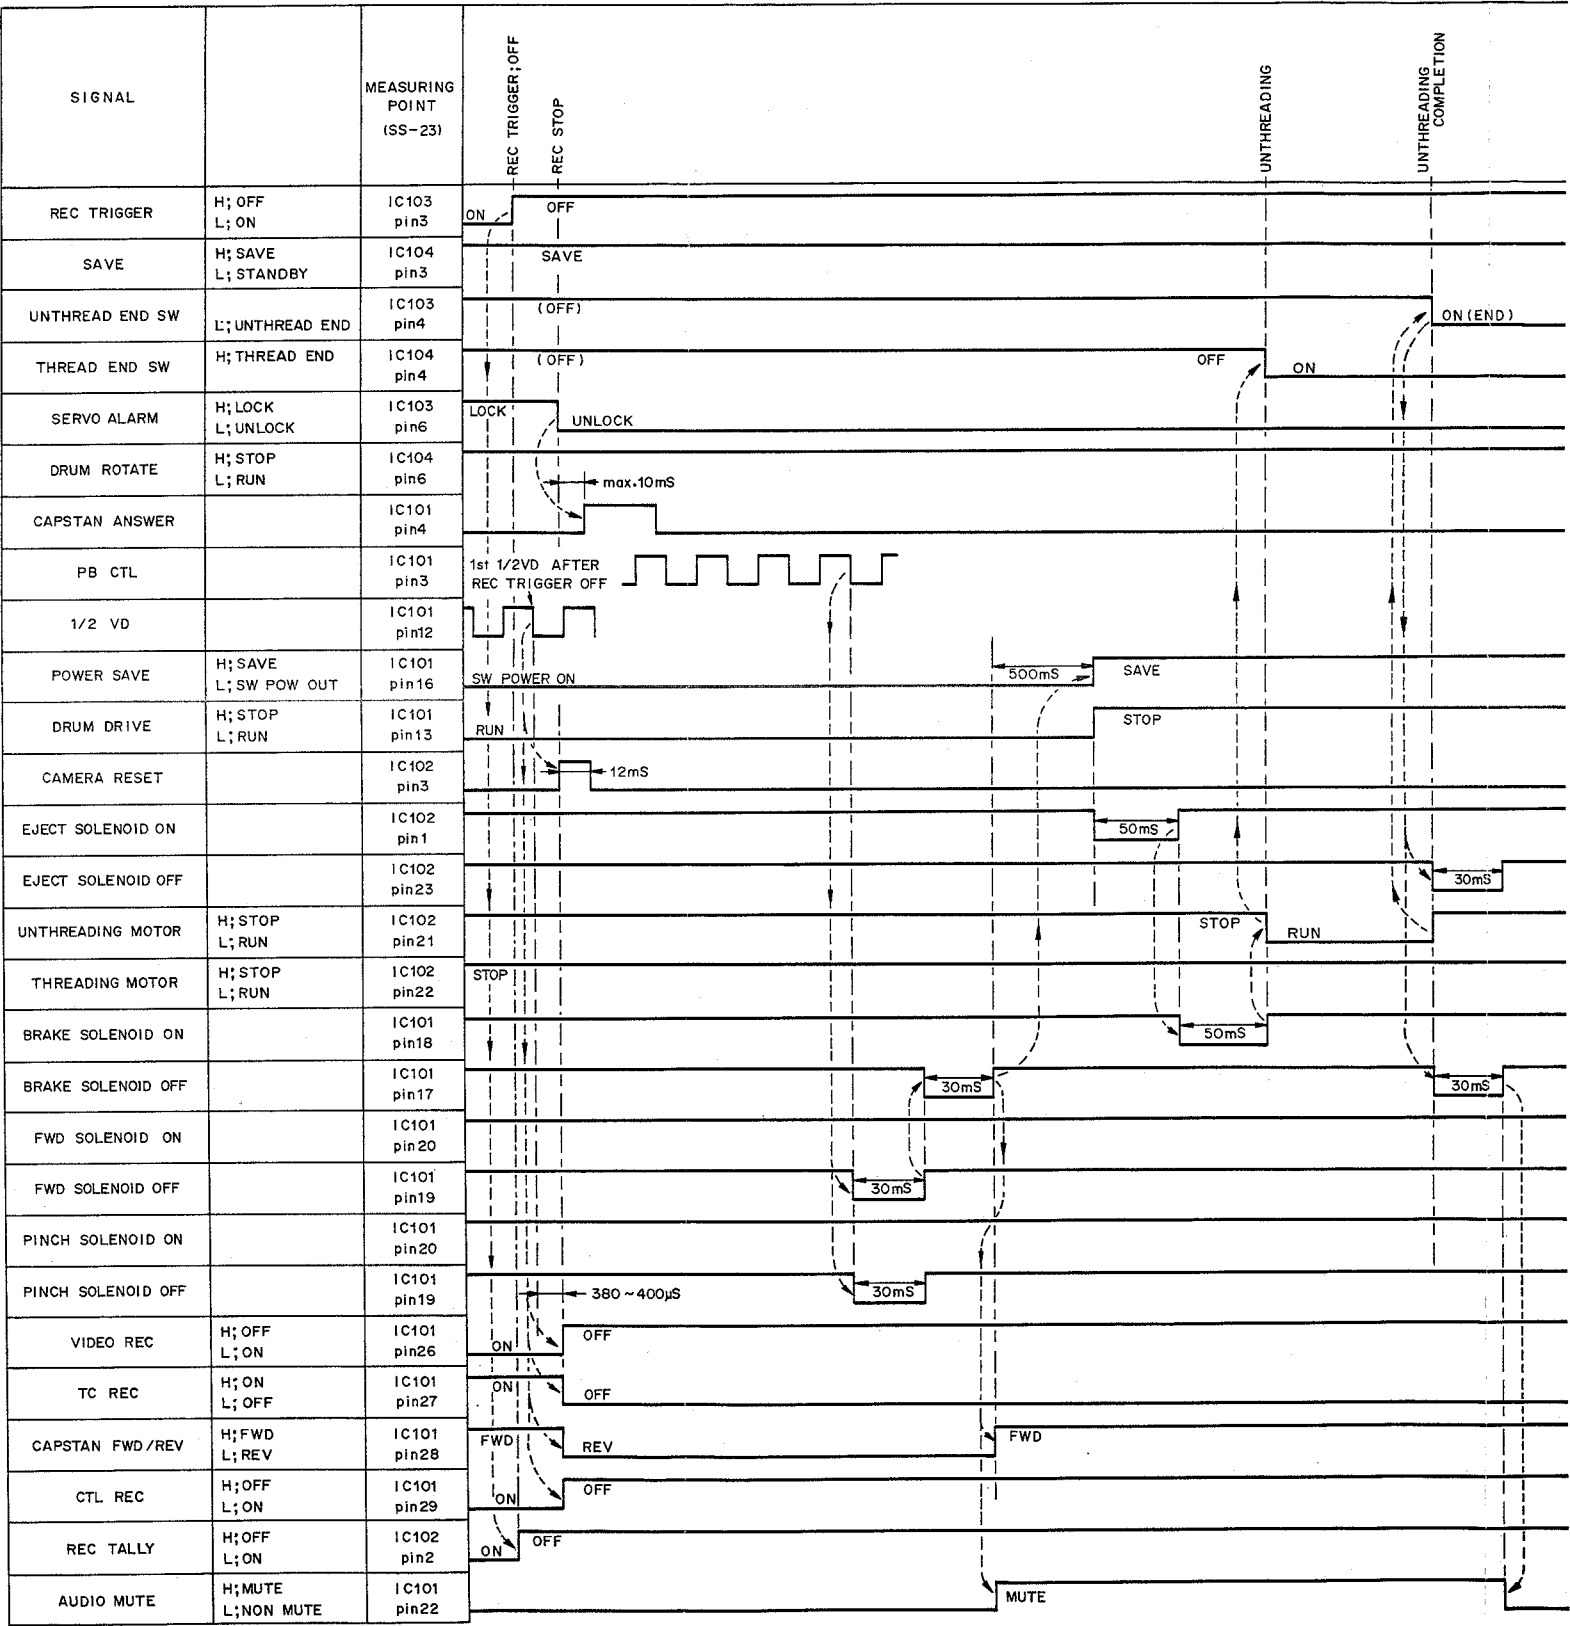 SIGNAL
MEASURING
POINT
(SS-23)
REC TRIGGER;OFF
REC STOP
UNTHREADING
UNTHREADING
COMPLETION
REC TRIGGER
H; OFF
L; ON
IC103
pin3
ON
OFF
SAVE
H; SAVE
L; STANDBY
IC104
pin3
SAVE
UNTHREAD END SW
L; UNTHREAD END
IC103
pin4
(OFF)
ON (END)
THREAD END SW
H; THREAD END
IC104
pin4
(OFF)
OFF
ON
SERVO ALARM
H; LOCK
L; UNLOCK
IC103
pin6
LOCK
UNLOCK
DRUM ROTATE
H; STOP
L; RUN
IC104
pin6
max.10mS
CAPSTAN ANSWER
IC101
pin4
PB CTL
IC101
pin3
1st 1/2VD AFTER
REC TRIGGER OFF
1/2 VD
IC101
pin12
POWER SAVE
H; SAVE
L; SW POW OUT
IC101
pin16
SW POWER ON
500mS
SAVE
DRUM DRIVE
H; STOP
L; RUN
IC101
pin13
RUN
STOP
CAMERA RESET
IC102
pin3
12mS
EJECT SOLENOID ON
IC102
pin1
50mS
EJECT SOLENOID OFF
IC102
pin23
30mS
UNTHREADING MOTOR
H; STOP
L; RUN
IC102
pin21
STOP
RUN
THREADING MOTOR
H; STOP
L; RUN
IC102
pin22
STOP
BRAKE SOLENOID ON
IC101
pin18
50mS
BRAKE SOLENOID OFF
IC101
pin17
30mS
30mS
FWD SOLENOID ON
IC101
pin20
FWD SOLENOID OFF
IC101
pin19
30mS
PINCH SOLENOID ON
IC101
pin20
PINCH SOLENOID OFF
IC101
pin19
30mS
380~400µS
VIDEO REC
H; OFF
L; ON
IC101
pin26
ON
OFF
TC REC
H; ON
L; OFF
IC101
pin27
ON
OFF
CAPSTAN FWD/REV
H; FWD
L; REV
IC101
pin28
FWD
REV
FWD
CTL REC
H; OFF
L; ON
IC101
pin29
ON
OFF
REC TALLY
H; OFF
L; ON
IC102
pin2
ON
OFF
AUDIO MUTE
H; MUTE
L; NON MUTE
IC101
pin22
MUTE